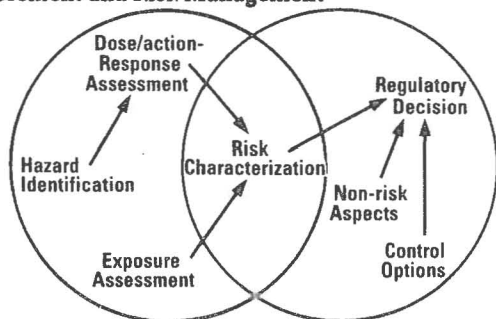 Dose/action-
Response
Assessment
Regulatory
Decision
Hazard
Identification
Risk
Characterization
Non-risk
Aspects
Exposure
Assessment
Control
Options